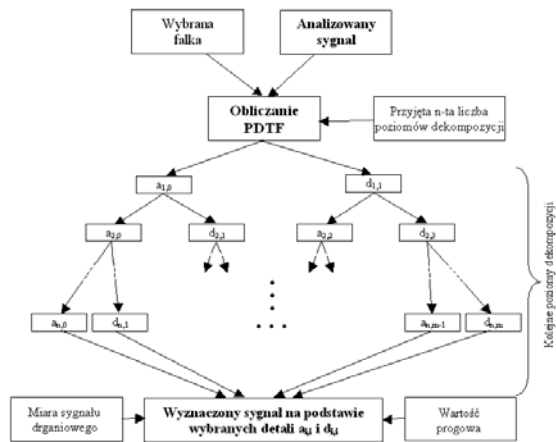 Wybrana
falka
Analizowany
sygnał
Obliczanie
PDTF
Przyjęta n-ta liczba
poziomów dekompozycji
a1,0
d1,1
a2,0
d2,1
a2,2
d2,3
Kolejne poziomy dekompozycji
an,0
dn,1
an,m-1
dn,m
Miara sygnału
drganiowego
Wyznaczony sygnał na podstawie
wybranych detali ai,i i di,i
Wartość
progowa